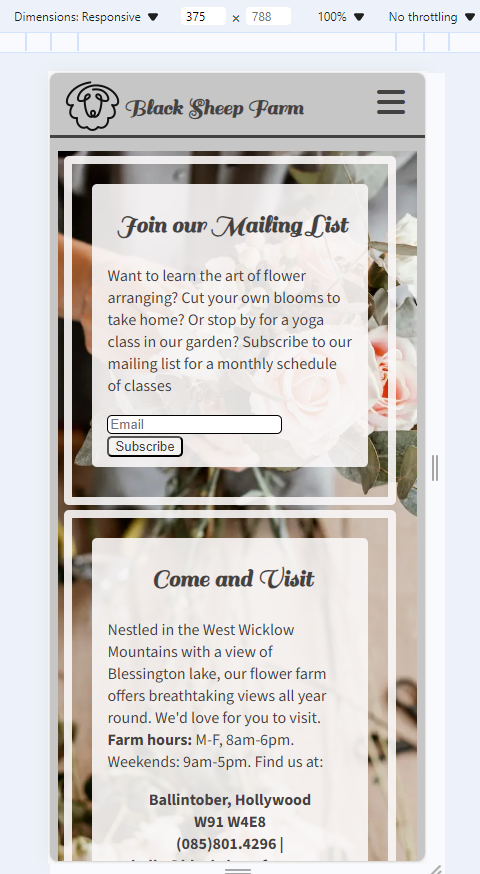 Dimensions: Responsive 375 x 788 100% No throttling
Black Sheep Farm
Join our Mailing List
Want to learn the art of flower
arranging? Cut your own blooms to
take home? Or stop by for a yoga
class in our garden? Subscribe to our
mailing list for a monthly schedule
of classes
Email
Subscribe
Come and Visit
Nestled in the West Wicklow
Mountains with a view of
Blessington lake, our flower farm
offers breathtaking views all year
round. We'd love for you to visit.
Farm hours: M-F, 8am-6pm.
Weekends: 9am-5pm. Find us at:
Ballintober, Hollywood
W91 W4E8
(085)801.4296 |